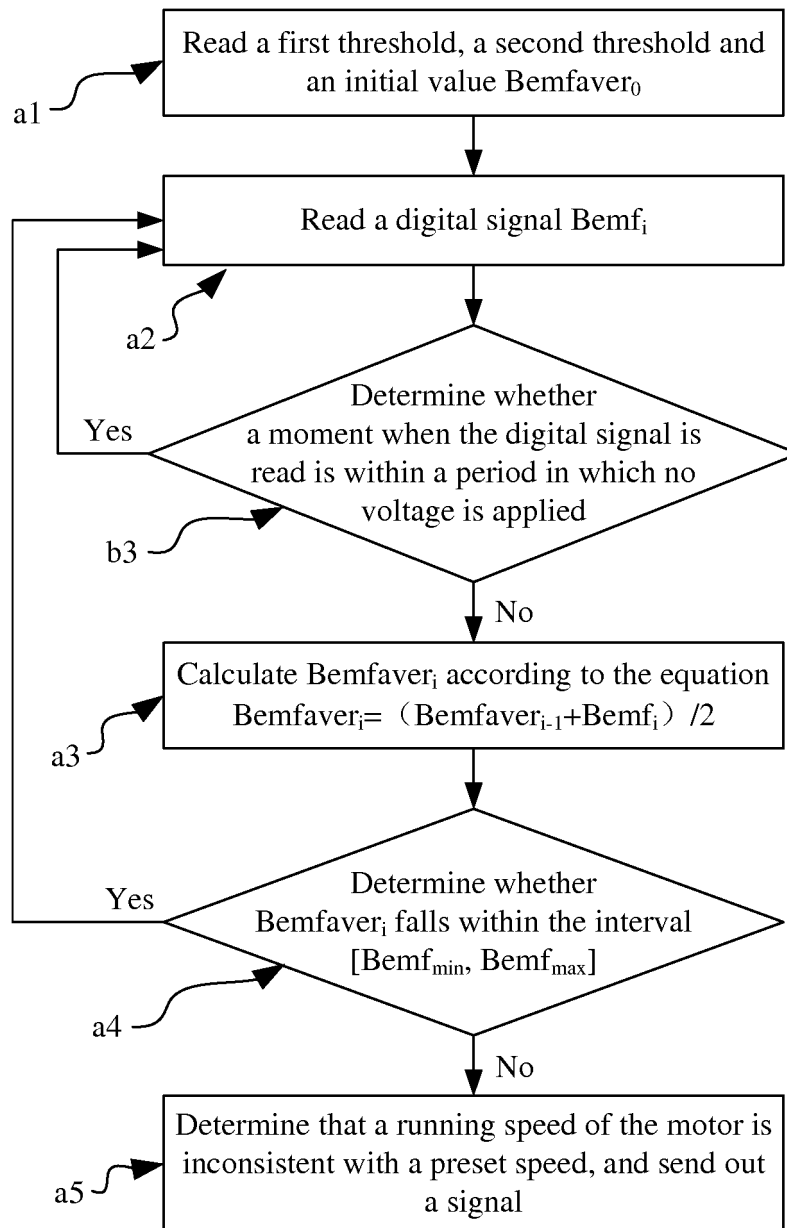 Read a first threshold, a second threshold and
an initial value Bemfaver₀
a1
Read a digital signal Bemfᵢ
a2
Determine whether
a moment when the digital signal is
read is within a period in which no
voltage is applied
Yes
b3
No
Calculate Bemfaverᵢ according to the equation
Bemfaverᵢ=（Bemfaverᵢ₋₁+Bemfᵢ）/2
a3
Determine whether
Bemfaverᵢ falls within the interval
[Bemf_min, Bemf_max]
Yes
a4
No
Determine that a running speed of the motor is
inconsistent with a preset speed, and send out
a signal
a5